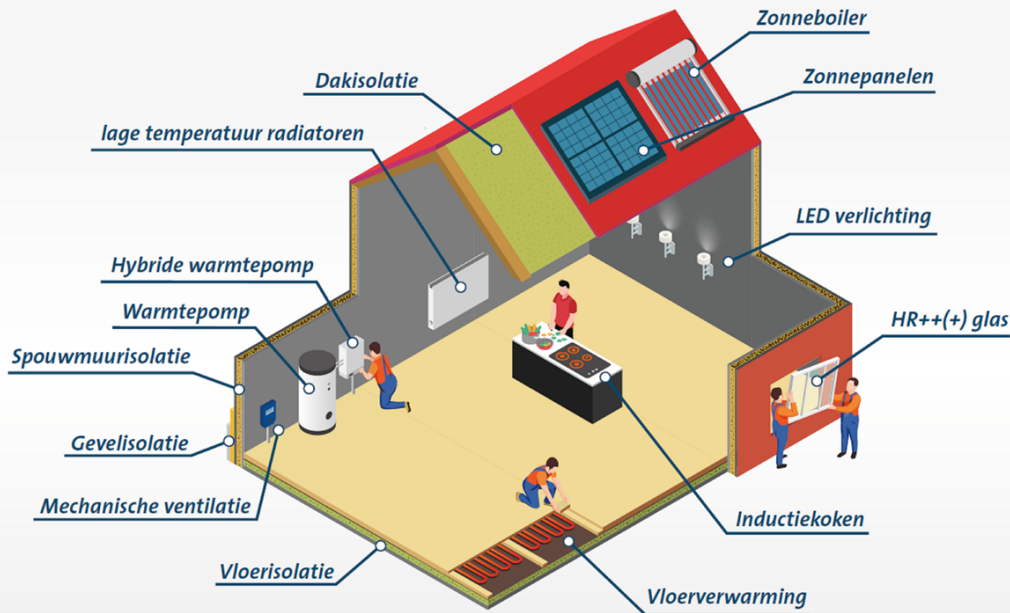 Zonneboiler
Dakisolatie
Zonnepanelen
lage temperatuur radiatoren
LED verlichting
Hybride warmtepomp
Warmtepomp
HR++(+) glas
Spouwmuurisolatie
Gevelisolatie
Mechanische ventilatie
Inductiekoken
Vloerisolatie
Vloerverwarming